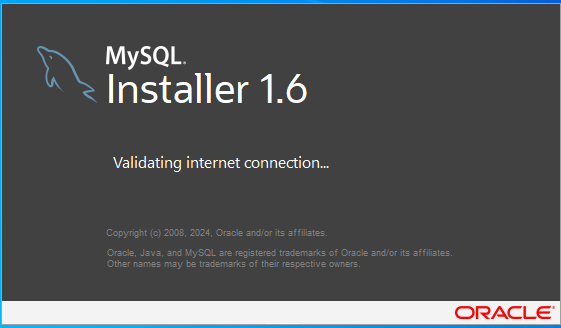 MySQL®
Installer 1.6
Validating internet connection...
Copyright (c) 2008, 2024, Oracle and/or its affiliates.
Oracle, Java, and MySQL are registered trademarks of Oracle and/or its affiliates.
Other names may be trademarks of their respective owners.
ORACLE®